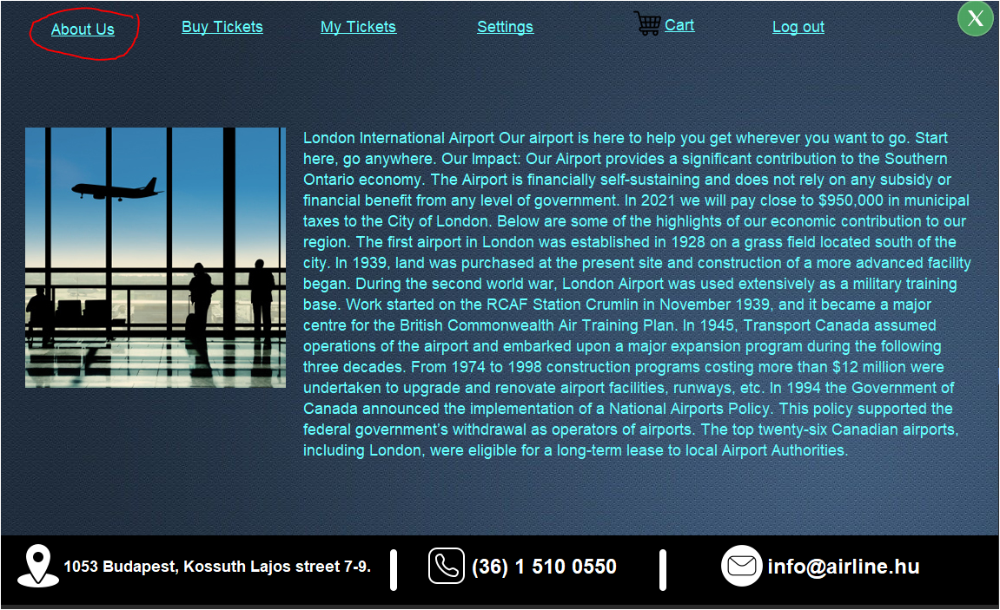 About Us
Buy Tickets
My Tickets
Settings
Cart
Log out
X
London International Airport Our airport is here to help you get wherever you want to go. Start
here, go anywhere. Our Impact: Our Airport provides a significant contribution to the Southern
Ontario economy. The Airport is financially self-sustaining and does not rely on any subsidy or
financial benefit from any level of government. In 2021 we will pay close to $950,000 in municipal
taxes to the City of London. Below are some of the highlights of our economic contribution to our
region. The first airport in London was established in 1928 on a grass field located south of the
city. In 1939, land was purchased at the present site and construction of a more advanced facility
began. During the second world war, London Airport was used extensively as a military training
base. Work started on the RCAF Station Crumlin in November 1939, and it became a major
centre for the British Commonwealth Air Training Plan. In 1945, Transport Canada assumed
operations of the airport and embarked upon a major expansion program during the following
three decades. From 1974 to 1998 construction programs costing more than $12 million were
undertaken to upgrade and renovate airport facilities, runways, etc. In 1994 the Government of
Canada announced the implementation of a National Airports Policy. This policy supported the
federal government's withdrawal as operators of airports. The top twenty-six Canadian airports,
including London, were eligible for a long-term lease to local Airport Authorities.
1053 Budapest, Kossuth Lajos street 7-9.
(36) 1 510 0550
info@airline.hu